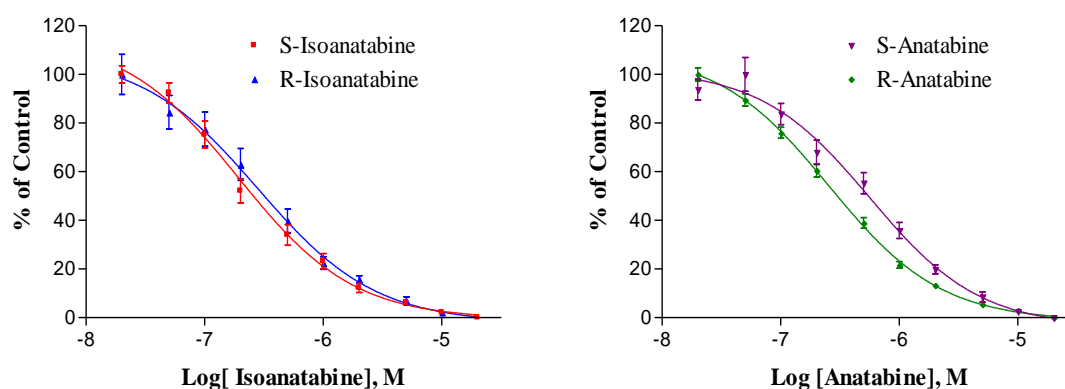 S-Isoanatabine
R-Isoanatabine
% of Control
120
100
80
60
40
20
0
-8
-7
-6
-5
Log[ Isoanatabine], M
S-Anatabine
R-Anatabine
% of Control
120
100
80
60
40
20
0
-8
-7
-6
-5
Log [Anatabine], M